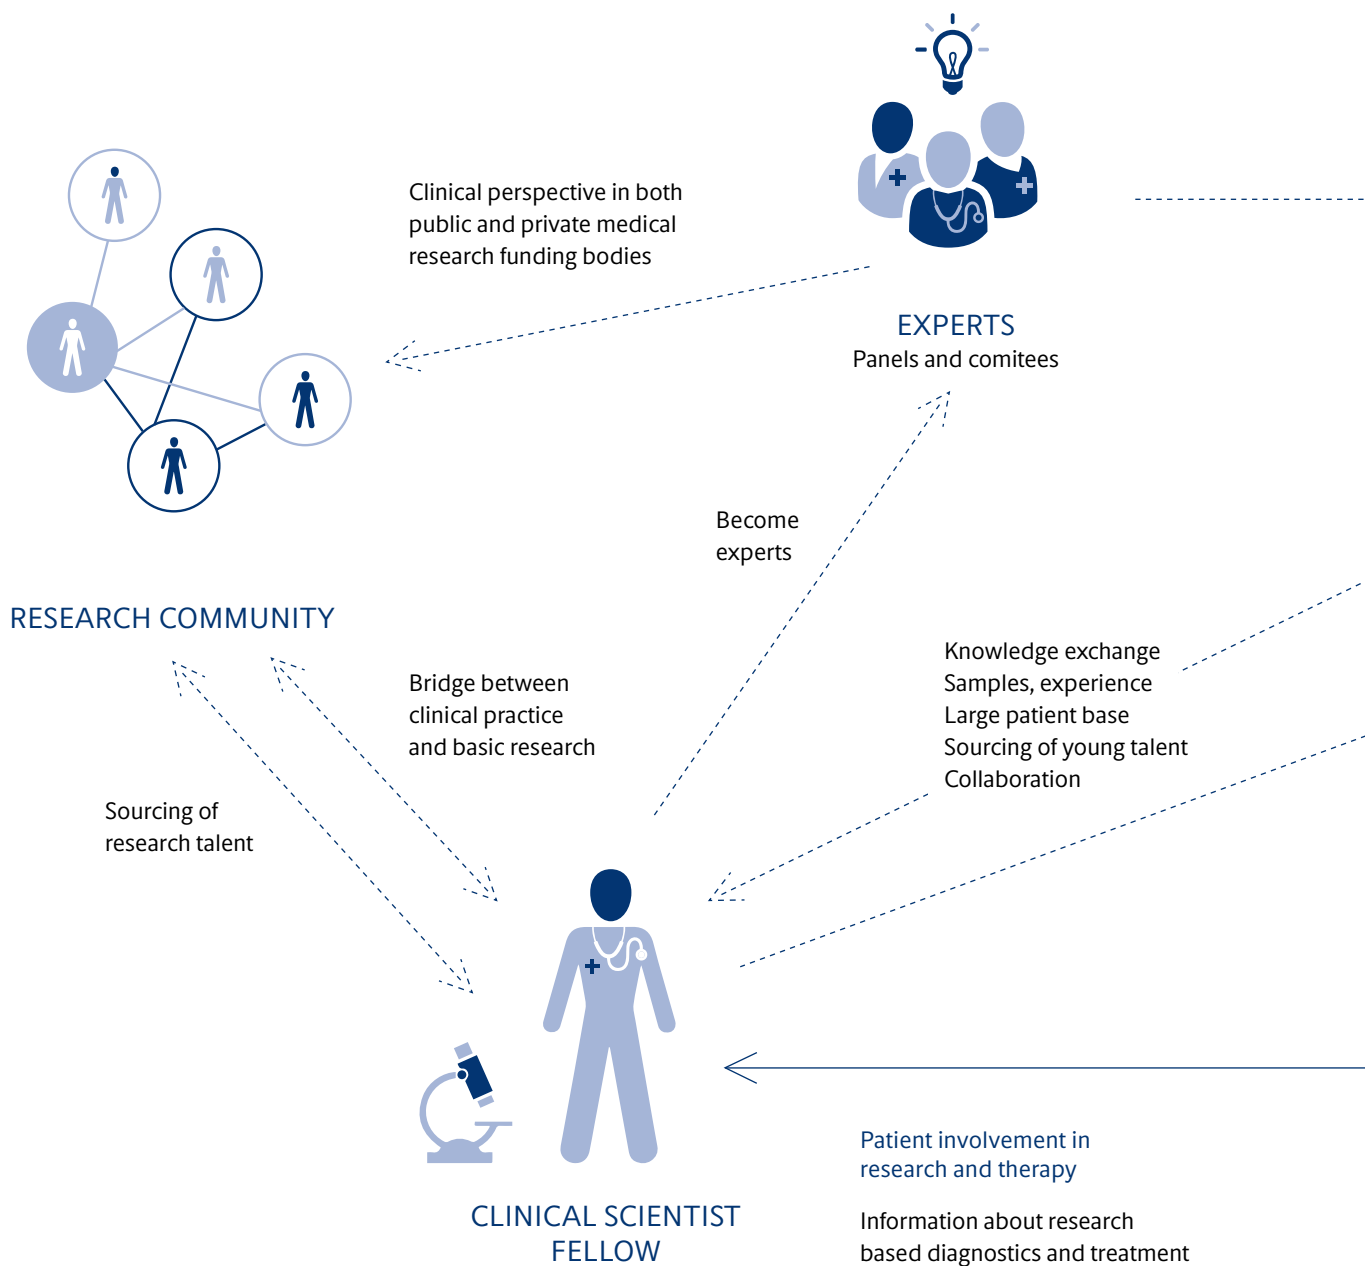 Clinical perspective in both
public and private medical
research funding bodies
EXPERTS
Panels and comitees
Become
experts
RESEARCH COMMUNITY
Knowledge exchange
Samples, experience
Large patient base
Sourcing of young talent
Collaboration
Bridge between
clinical practice
and basic research
Sourcing of
research talent
Patient involvement in
research and therapy
CLINICAL SCIENTIST
FELLOW
Information about research
based diagnostics and treatment